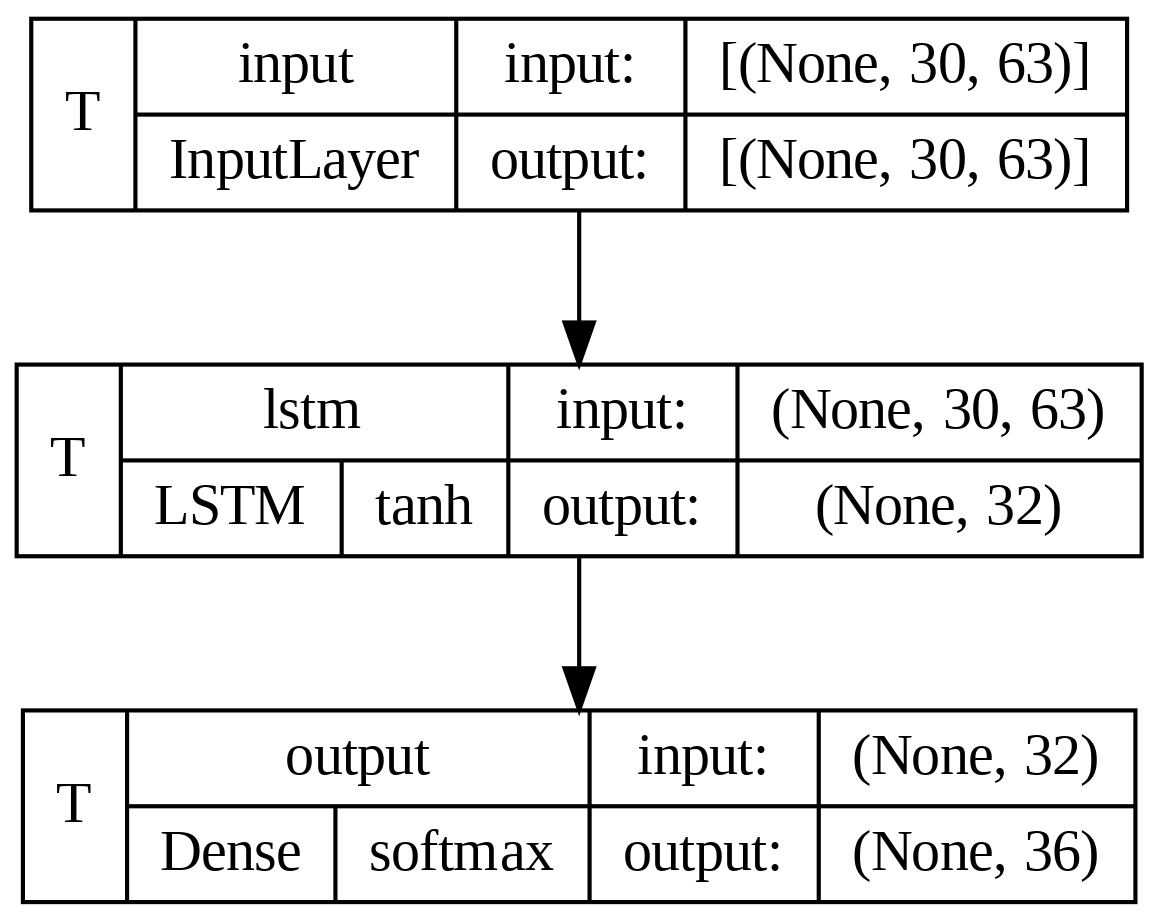 T input input: [(None, 30, 63)]
InputLayer output: [(None, 30, 63)]
T lstm input: (None, 30, 63)
LSTM tanh output: (None, 32)
T output input: (None, 32)
Dense softmax output: (None, 36)